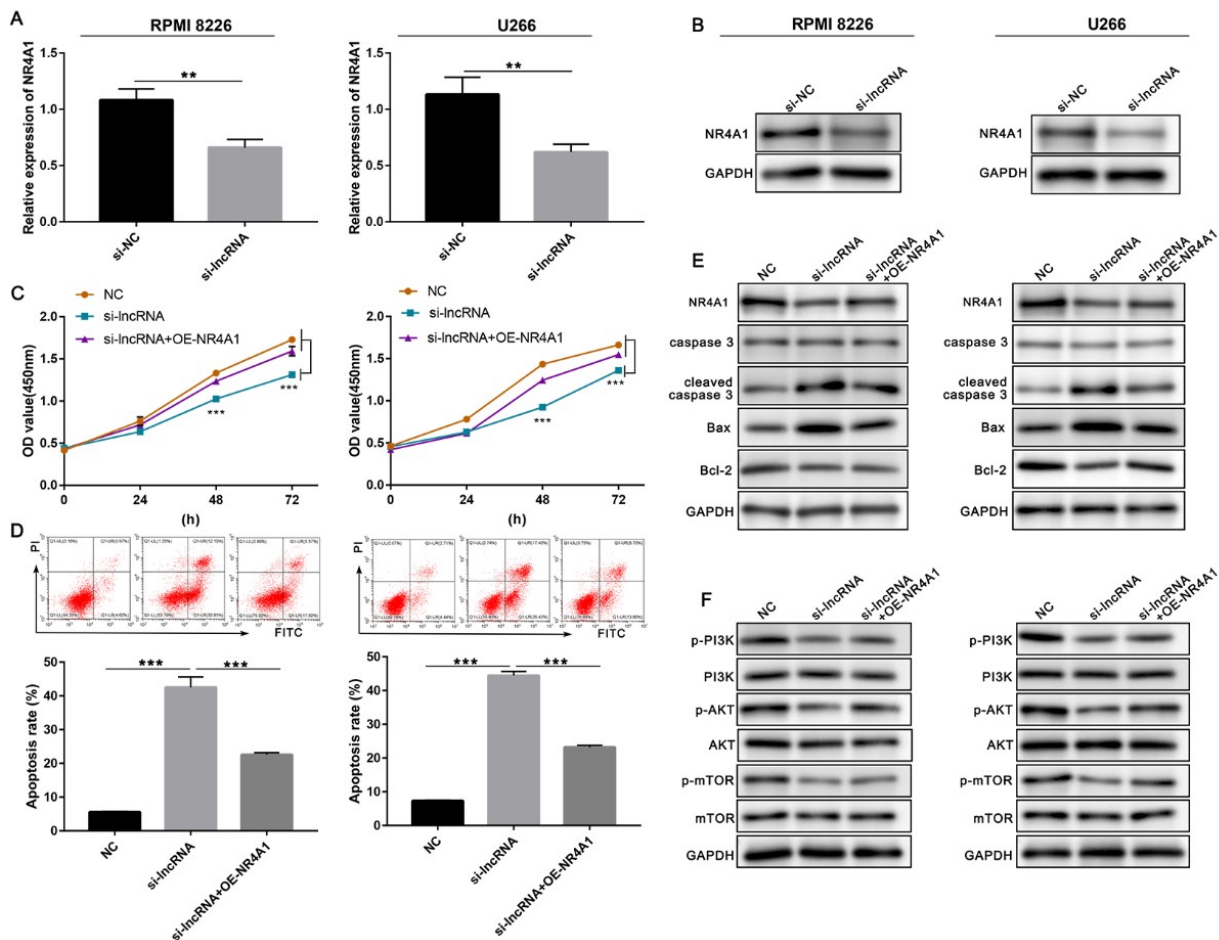 A
RPMI 8226
U266
Relative expression of NR4A1
1.5
1.0
0.5
0.0
**
si-NC
si-lncRNA
Relative expression of NR4A1
1.5
1.0
0.5
0.0
**
si-NC
si-lncRNA
B
RPMI 8226
U266
si-NC
si-lncRNA
NR4A1
GAPDH
si-NC
si-lncRNA
NR4A1
GAPDH
C
NC
si-lncRNA
si-lncRNA+OE-NR4A1
OD value(450nm)
2.0
1.5
1.0
0.5
0.0
***
***
0
24
48
72
(h)
NC
si-lncRNA
si-lncRNA+OE-NR4A1
OD value(450nm)
2.0
1.5
1.0
0.5
0.0
***
***
0
24
48
72
(h)
D
PI
FITC
PI
FITC
Apoptosis rate (%)
50
40
30
20
10
0
***
***
NC
si-lncRNA
si-lncRNA+OE-NR4A1
Apoptosis rate (%)
50
40
30
20
10
0
***
***
NC
si-lncRNA
si-lncRNA+OE-NR4A1
E
NC
si-lncRNA
si-lncRNA
+OE-NR4A1
NR4A1
caspase 3
cleaved
caspase 3
Bax
Bcl-2
GAPDH
NC
si-lncRNA
si-lncRNA
+OE-NR4A1
NR4A1
caspase 3
cleaved
caspase 3
Bax
Bcl-2
GAPDH
F
NC
si-lncRNA
si-lncRNA
+OE-NR4A1
p-PI3K
PI3K
p-AKT
AKT
p-mTOR
mTOR
GAPDH
NC
si-lncRNA
si-lncRNA
+OE-NR4A1
p-PI3K
PI3K
p-AKT
AKT
p-mTOR
mTOR
GAPDH